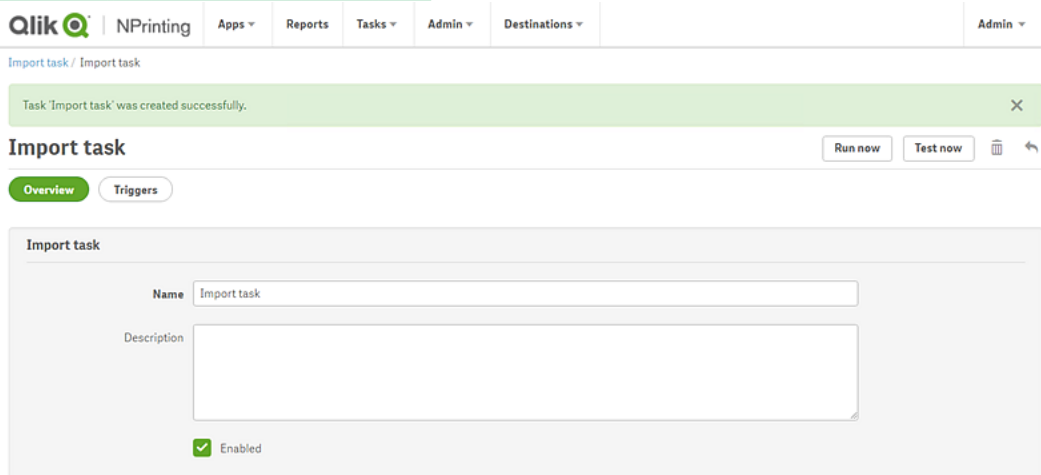 Qlik NPrinting Apps Reports Tasks Admin Destinations Admin
Import task / Import task
Task 'Import task' was created successfully.
Import task Run now Test now
Overview Triggers
Import task
Name Import task
Description
Enabled